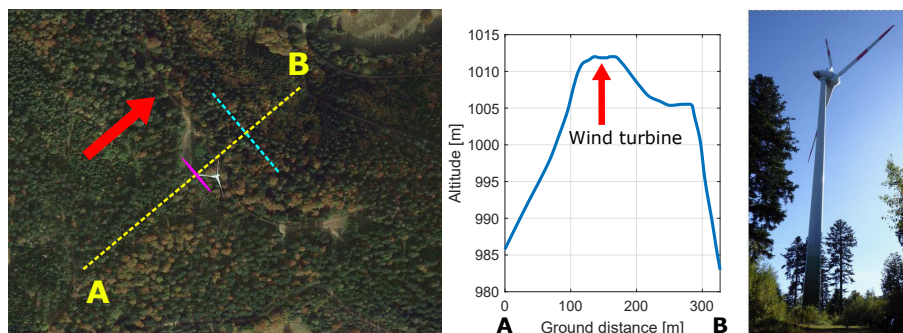 A
B
Altitude [m]
1015
1010
1005
1000
995
990
985
980
Wind turbine
0
100
200
300
A
Ground distance [m]
B